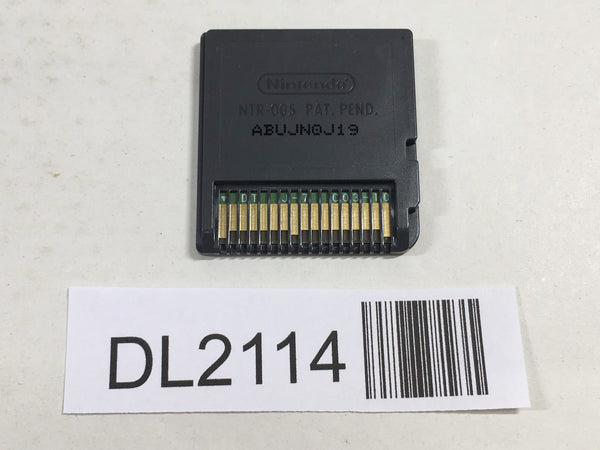 Nintendo
NTR-005 PAT. PEND.
ABUJN0J19
DL2114